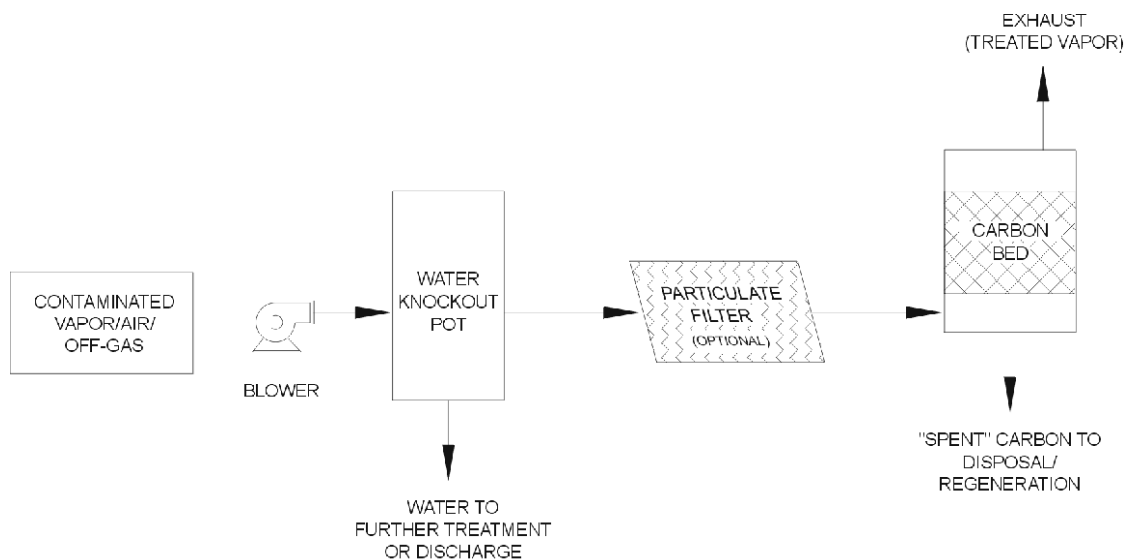 EXHAUST
(TREATED VAPOR)
CONTAMINATED
VAPOR/AIR/
OFF-GAS
BLOWER
WATER
KNOCKOUT
POT
PARTICULATE
FILTER
(OPTIONAL)
CARBON
BED
WATER TO
FURTHER TREATMENT
OR DISCHARGE
"SPENT" CARBON TO
DISPOSAL/
REGENERATION